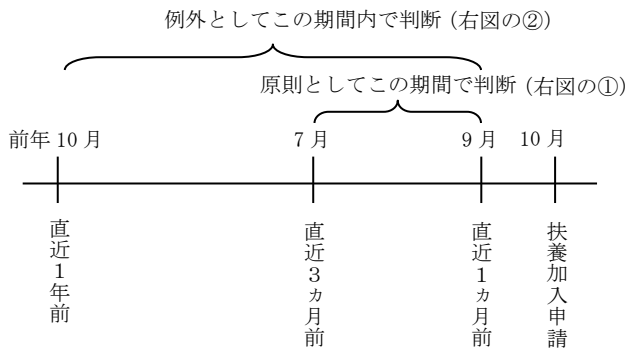 例外としてこの期間内で判断 (右図の②)
原則としてこの期間で判断 (右図の①)
前年 10 月
7 月
9 月
10 月
直近1年前
直近3ヵ月前
直近1ヵ月前
扶養加入申請